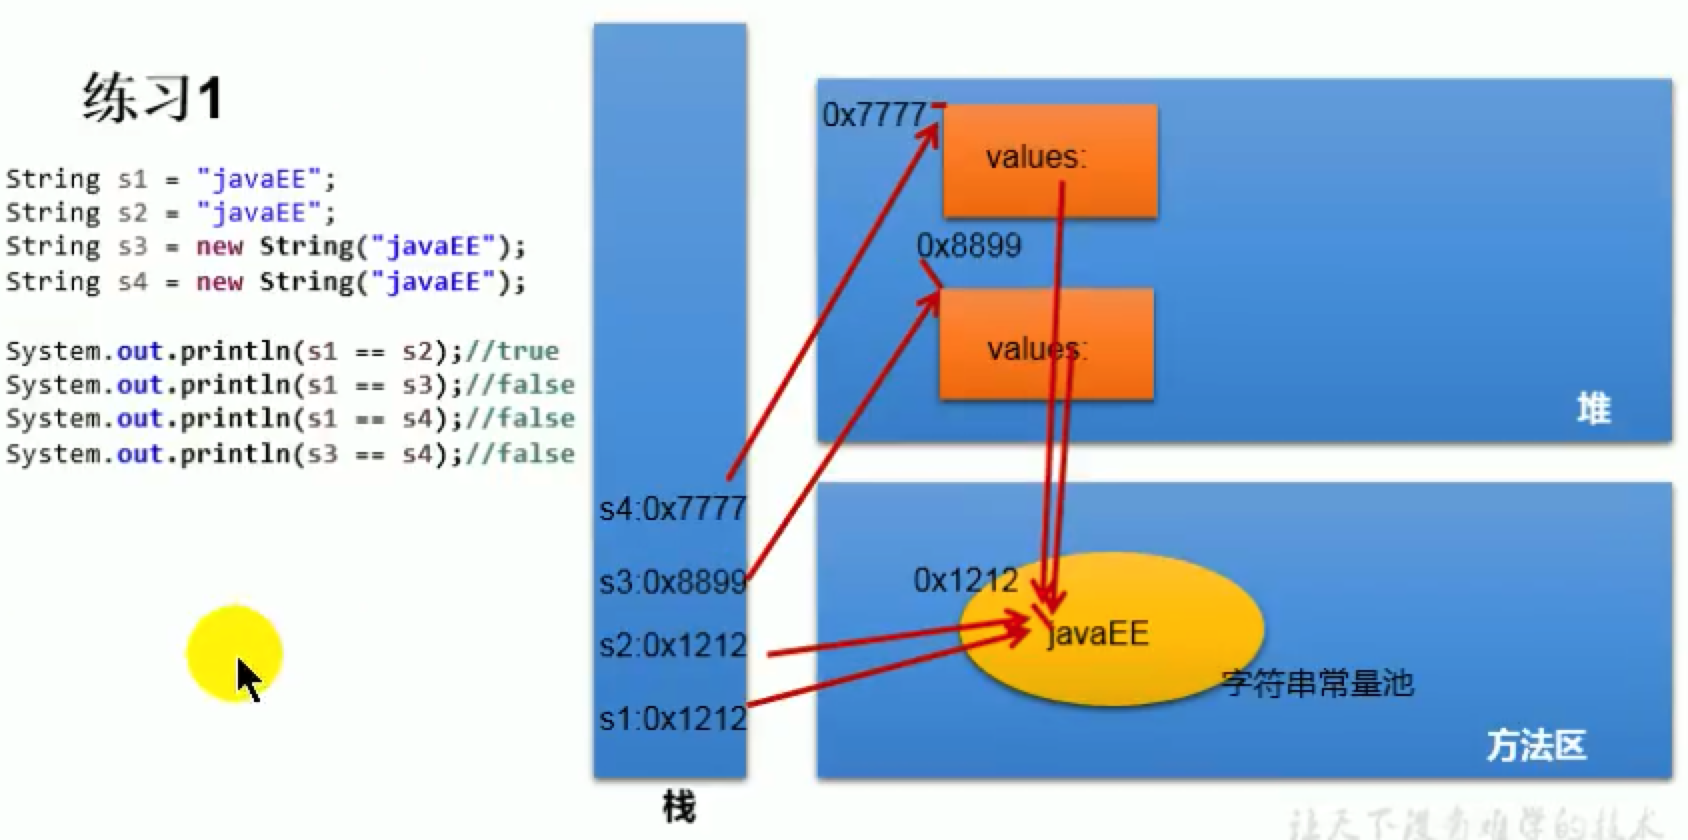 练习1
String s1 = "javaEE";
String s2 = "javaEE";
String s3 = new String("javaEE");
String s4 = new String("javaEE");
System.out.println(s1 == s2);//true
System.out.println(s1 == s3);//false
System.out.println(s1 == s4);//false
System.out.println(s3 == s4);//false
s4:0x7777
s3:0x8899
s2:0x1212
s1:0x1212
栈
0x7777
values:
0x8899
values:
堆
0x1212
javaEE
字符串常量池
方法区
让天下没有难学的技术